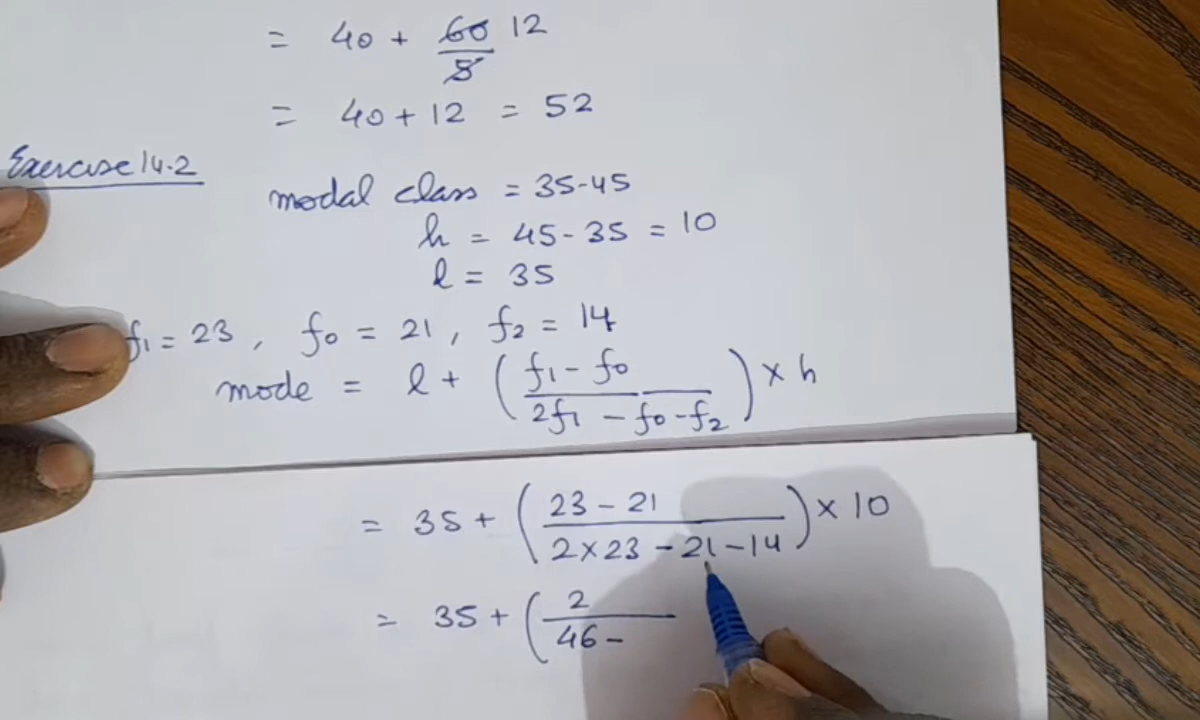 = 40 + 60/5 12
= 40 + 12 = 52
Exercise 14.2
modal class = 35-45
h = 45-35 = 10
l = 35
f1 = 23, f0 = 21, f2 = 14
mode = l + (f1 - f0 / 2f1 - f0 - f2) × h
= 35 + (23 - 21 / 2×23 - 21 - 14) × 10
= 35 + (2 / 46 -